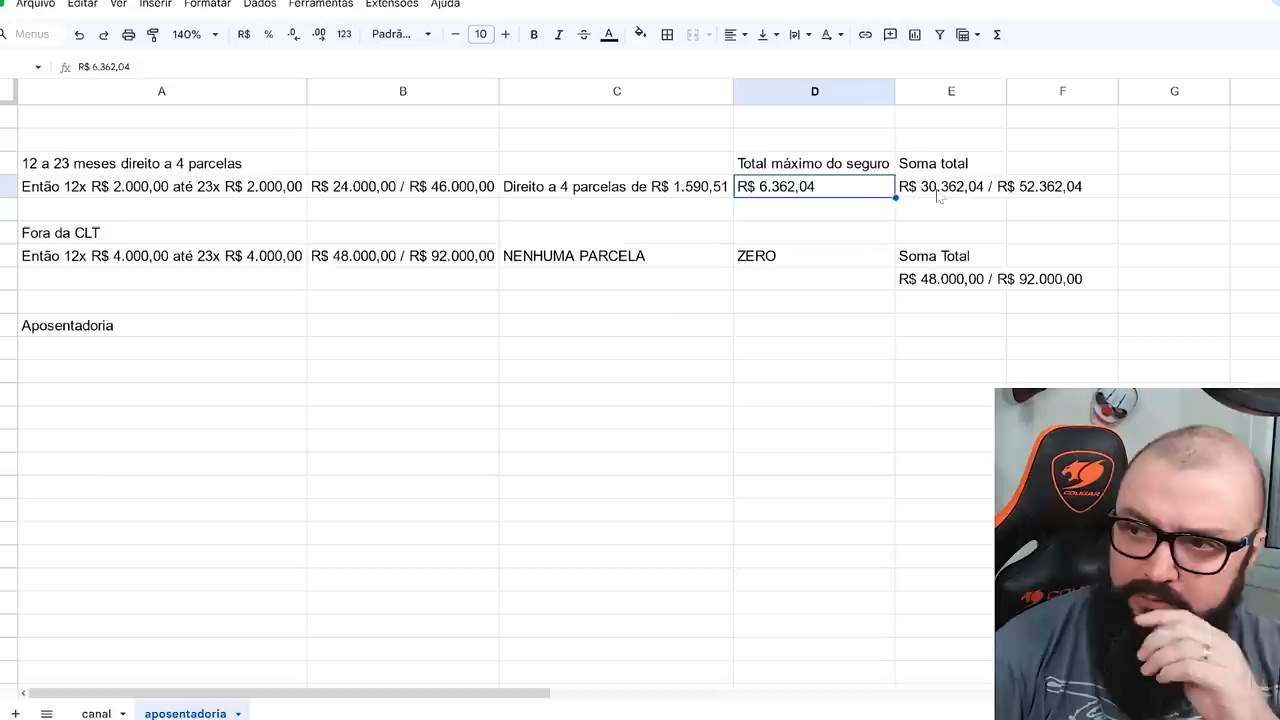 Arquivo Editar Ver Inserir Formatar Dados Ferramentas Extensões Ajuda
Menus 140% R$ % .0 .00 123 Padrã... 10 B I A
R$ 6.362,04
A B C D E F G
12 a 23 meses direito a 4 parcelas Total máximo do seguro Soma total
Então 12x R$ 2.000,00 até 23x R$ 2.000,00 R$ 24.000,00 / R$ 46.000,00 Direito a 4 parcelas de R$ 1.590,51 R$ 6.362,04 R$ 30.362,04 / R$ 52.362,04
Fora da CLT
Então 12x R$ 4.000,00 até 23x R$ 4.000,00 R$ 48.000,00 / R$ 92.000,00 NENHUMA PARCELA ZERO Soma Total
R$ 48.000,00 / R$ 92.000,00
Aposentadoria
COUGAR
canal aposentadoria